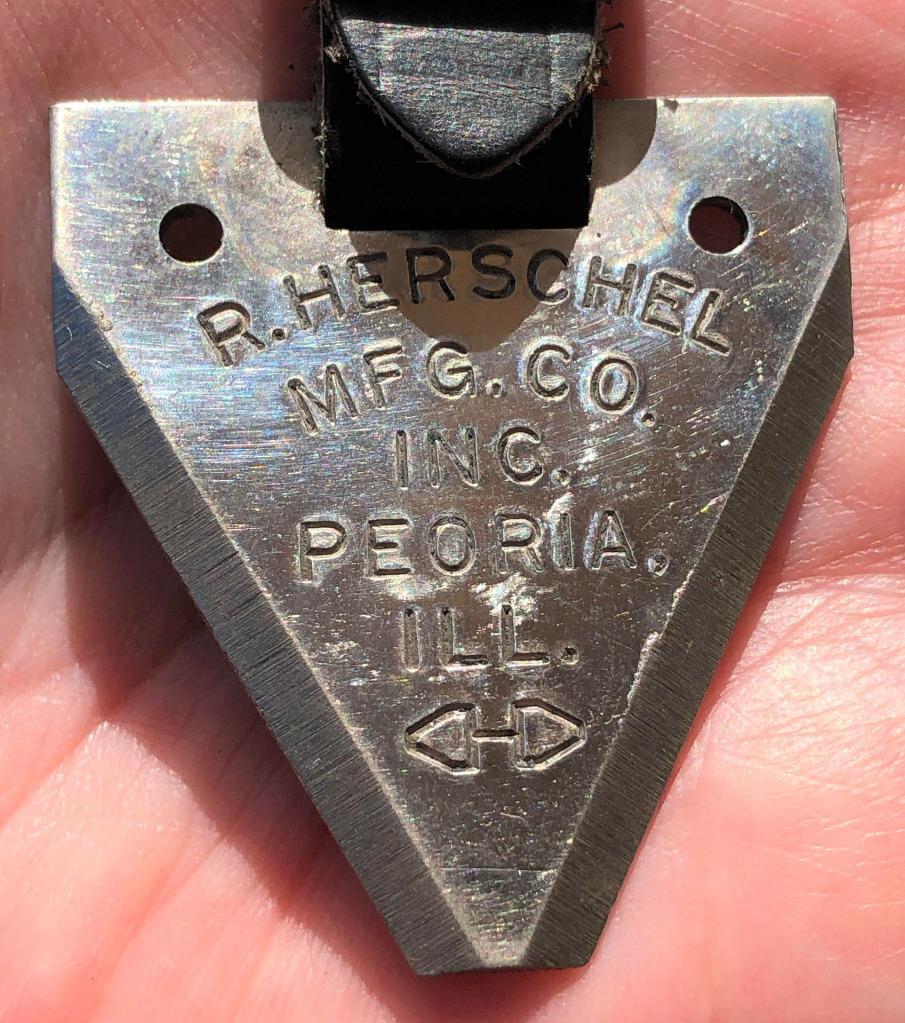 R. HERSCHEL
MFG. CO.
INC.
PEORIA.
ILL.
H